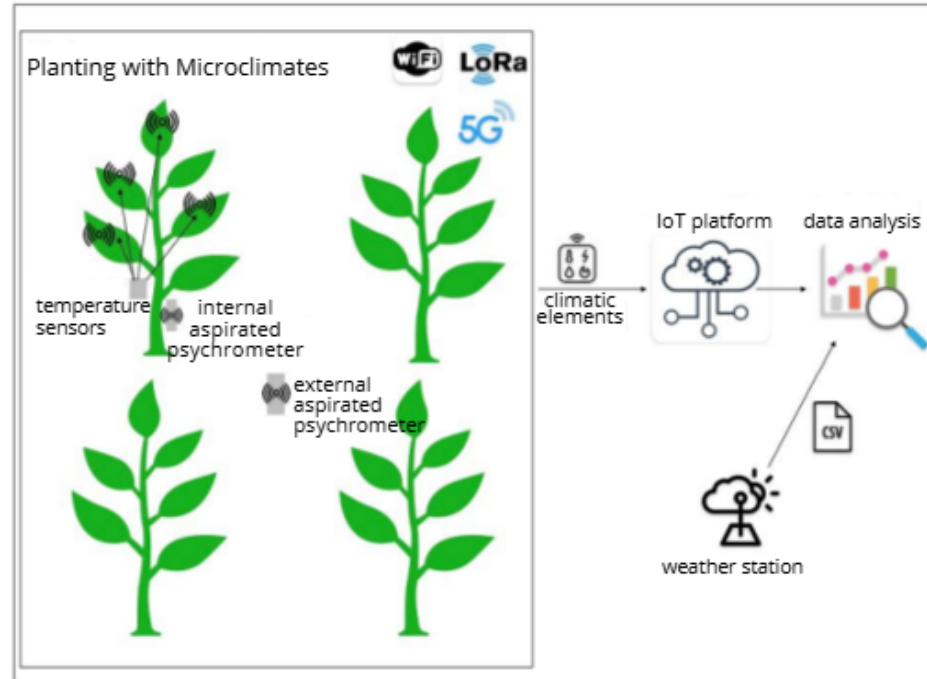 Planting with Microclimates
WiFi
LoRa
5G
temperature
sensors
internal
aspirated
psychrometer
external
aspirated
psychrometer
climatic
elements
IoT platform
data analysis
CSV
weather station